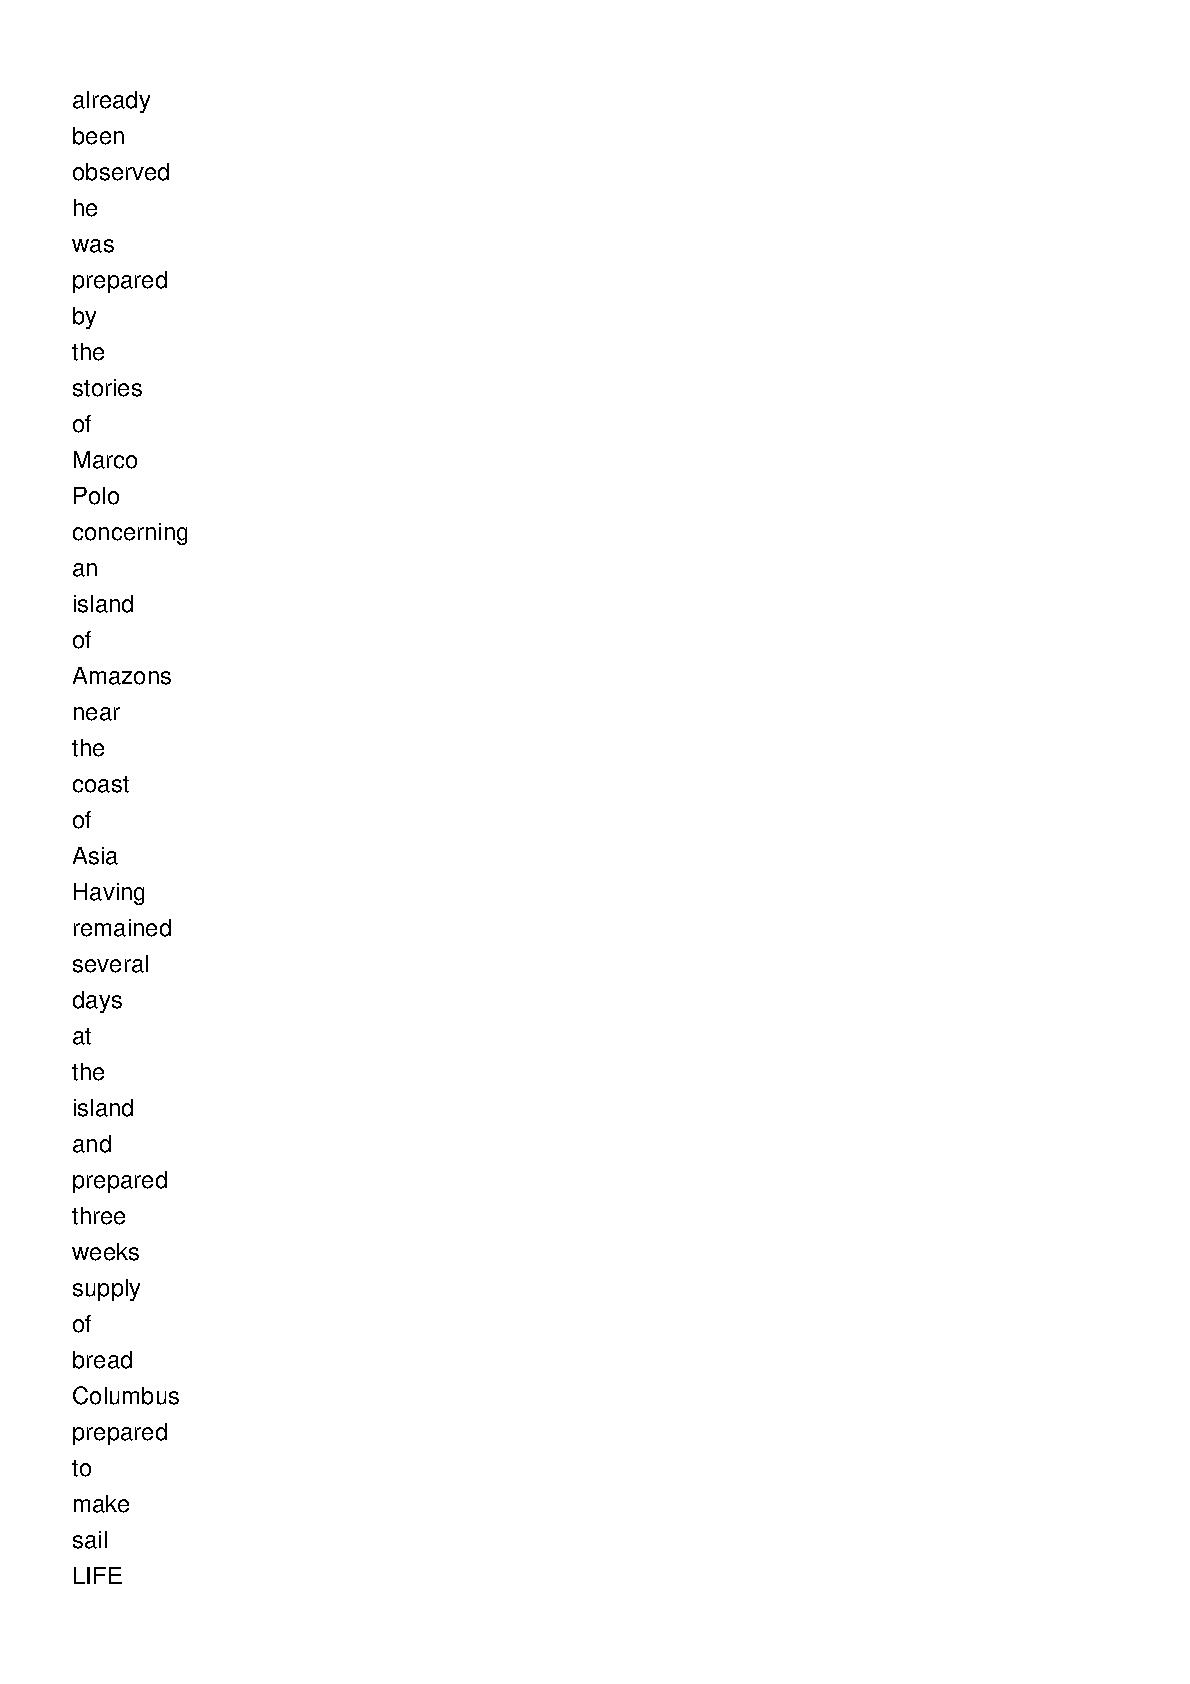 already
been
observed
he
was
prepared
by
the
stories
of
Marco
Polo
concerning
an
island
of
Amazons
near
the
coast
of
Asia
Having
remained
several
days
at
the
island
and
prepared
three
weeks
supply
of
bread
Columbus
prepared
to
make
sail
LIFE